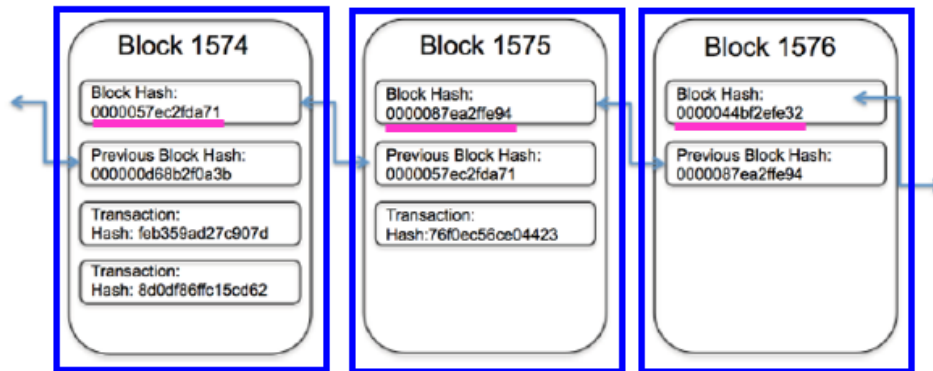 Block 1574
Block Hash:
0000057ec2fda71
Previous Block Hash:
000000d68b2f0a3b
Transaction:
Hash: feb359ad27c907d
Transaction:
Hash: 8d0df86ffc15cd62
Block 1575
Block Hash:
0000087ea2ffe94
Previous Block Hash:
0000057ec2fda71
Transaction:
Hash:76f0ec56ce04423
Block 1576
Block Hash:
0000044bf2efe32
Previous Block Hash:
0000087ea2ffe94